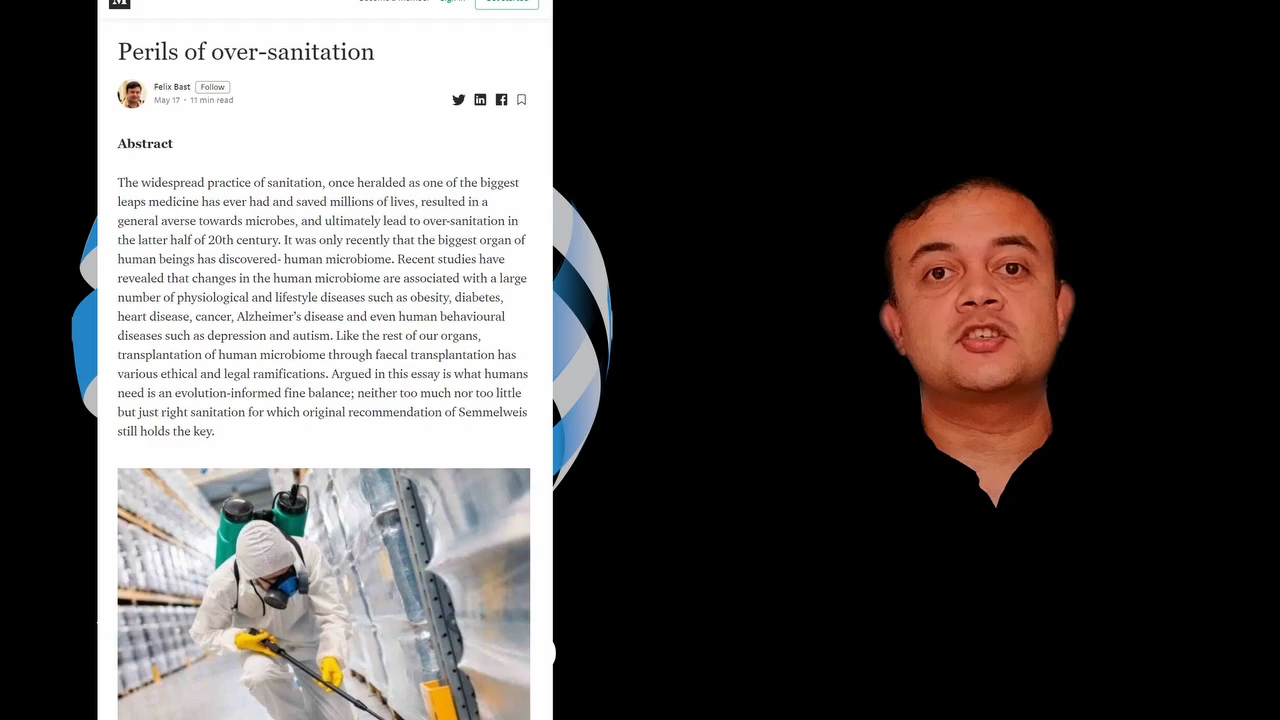 M
Become a member Sign in Get started
Perils of over-sanitation
Felix Bast Follow
May 17 · 11 min read
Abstract
The widespread practice of sanitation, once heralded as one of the biggest
leaps medicine has ever had and saved millions of lives, resulted in a
general averse towards microbes, and ultimately lead to over-sanitation in
the latter half of 20th century. It was only recently that the biggest organ of
human beings has discovered- human microbiome. Recent studies have
revealed that changes in the human microbiome are associated with a large
number of physiological and lifestyle diseases such as obesity, diabetes,
heart disease, cancer, Alzheimer’s disease and even human behavioural
diseases such as depression and autism. Like the rest of our organs,
transplantation of human microbiome through faecal transplantation has
various ethical and legal ramifications. Argued in this essay is what humans
need is an evolution-informed fine balance; neither too much nor too little
but just right sanitation for which original recommendation of Semmelweis
still holds the key.